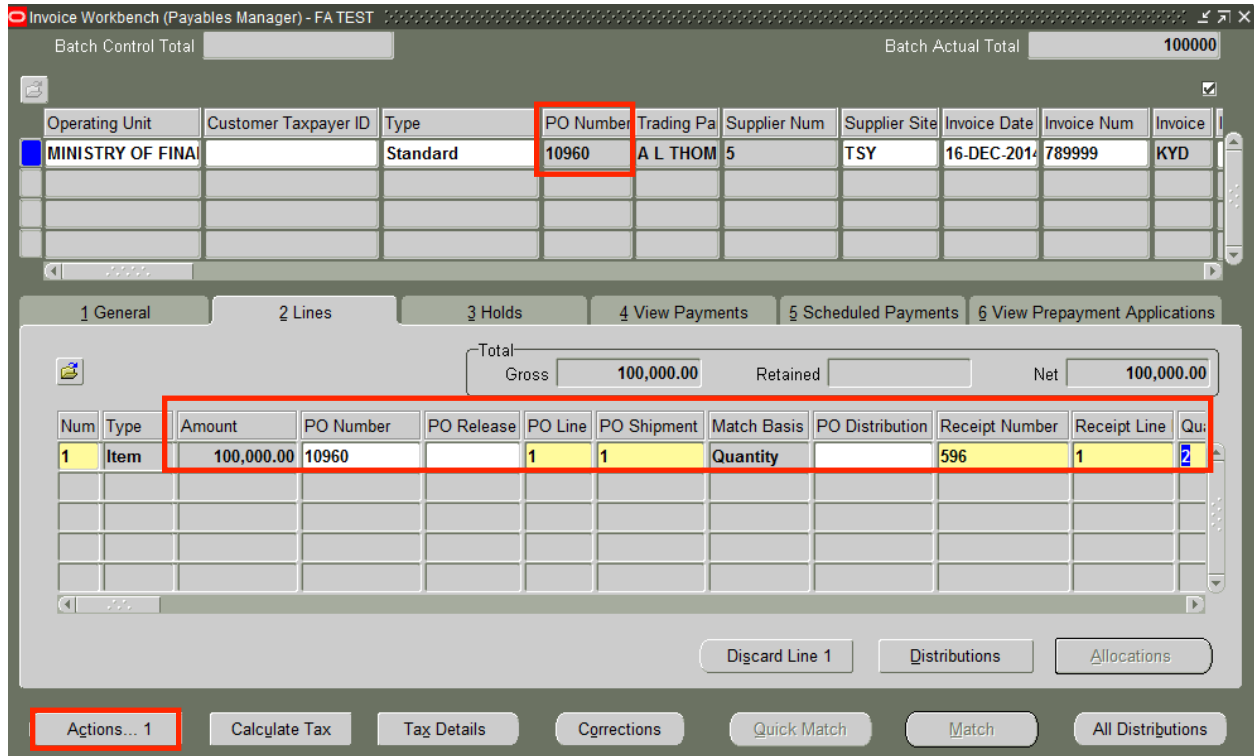 Invoice Workbench (Payables Manager) - FA TEST
Batch Control Total Batch Actual Total 100000
Operating Unit Customer Taxpayer ID Type PO Number Trading Pa Supplier Num Supplier Site Invoice Date Invoice Num Invoice
MINISTRY OF FINA Standard 10960 A L THOM 5 TSY 16-DEC-2014 789999 KYD
1 General 2 Lines 3 Holds 4 View Payments 5 Scheduled Payments 6 View Prepayment Applications
Total
Gross 100,000.00 Retained Net 100,000.00
Num Type Amount PO Number PO Release PO Line PO Shipment Match Basis PO Distribution Receipt Number Receipt Line Qua
1 Item 100,000.00 10960 1 1 Quantity 596 1 2
Discard Line 1 Distributions Allocations
Actions... 1 Calculate Tax Tax Details Corrections Quick Match Match All Distributions